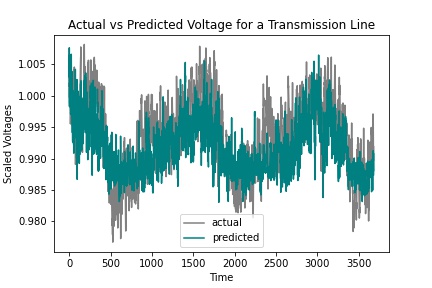 Actual vs Predicted Voltage for a Transmission Line
Scaled Voltages
1.005
1.000
0.995
0.990
0.985
0.980
actual
predicted
0 500 1000 1500 2000 2500 3000 3500
Time